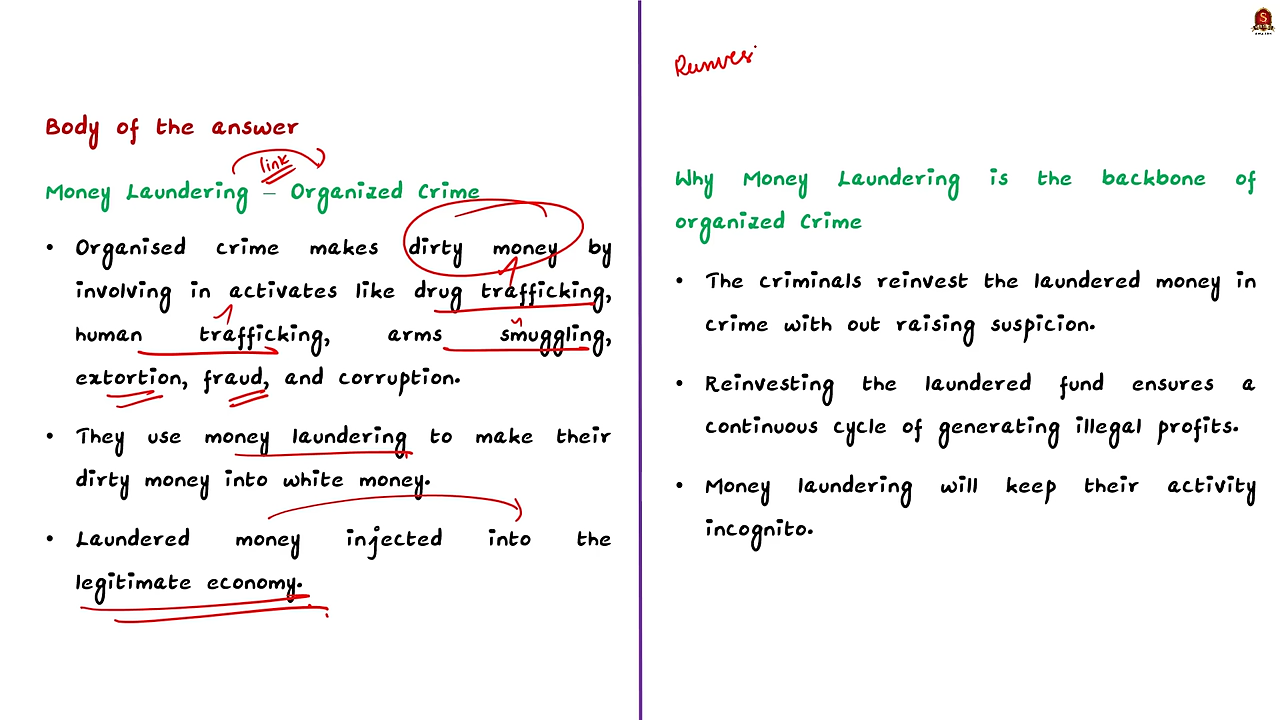 Body of the answer
link
Money Laundering – Organized Crime
• Organised crime makes dirty money by
involving in activates like drug trafficking,
human trafficking, arms smuggling,
extortion, fraud, and corruption.
• They use money laundering to make their
dirty money into white money.
• Laundered money injected into the
legitimate economy.
Why Money Laundering is the backbone of
organized Crime
• The criminals reinvest the laundered money in
crime with out raising suspicion.
• Reinvesting the laundered fund ensures a
continuous cycle of generating illegal profits.
• Money laundering will keep their activity
incognito.